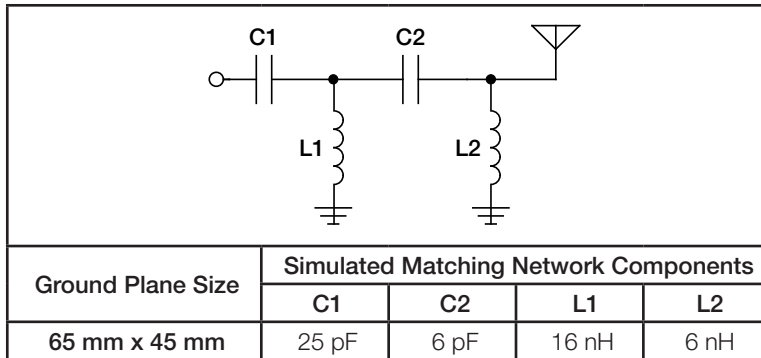 C1 C2
L1 L2
Ground Plane Size
Simulated Matching Network Components
C1 C2 L1 L2
65 mm x 45 mm 25 pF 6 pF 16 nH 6 nH